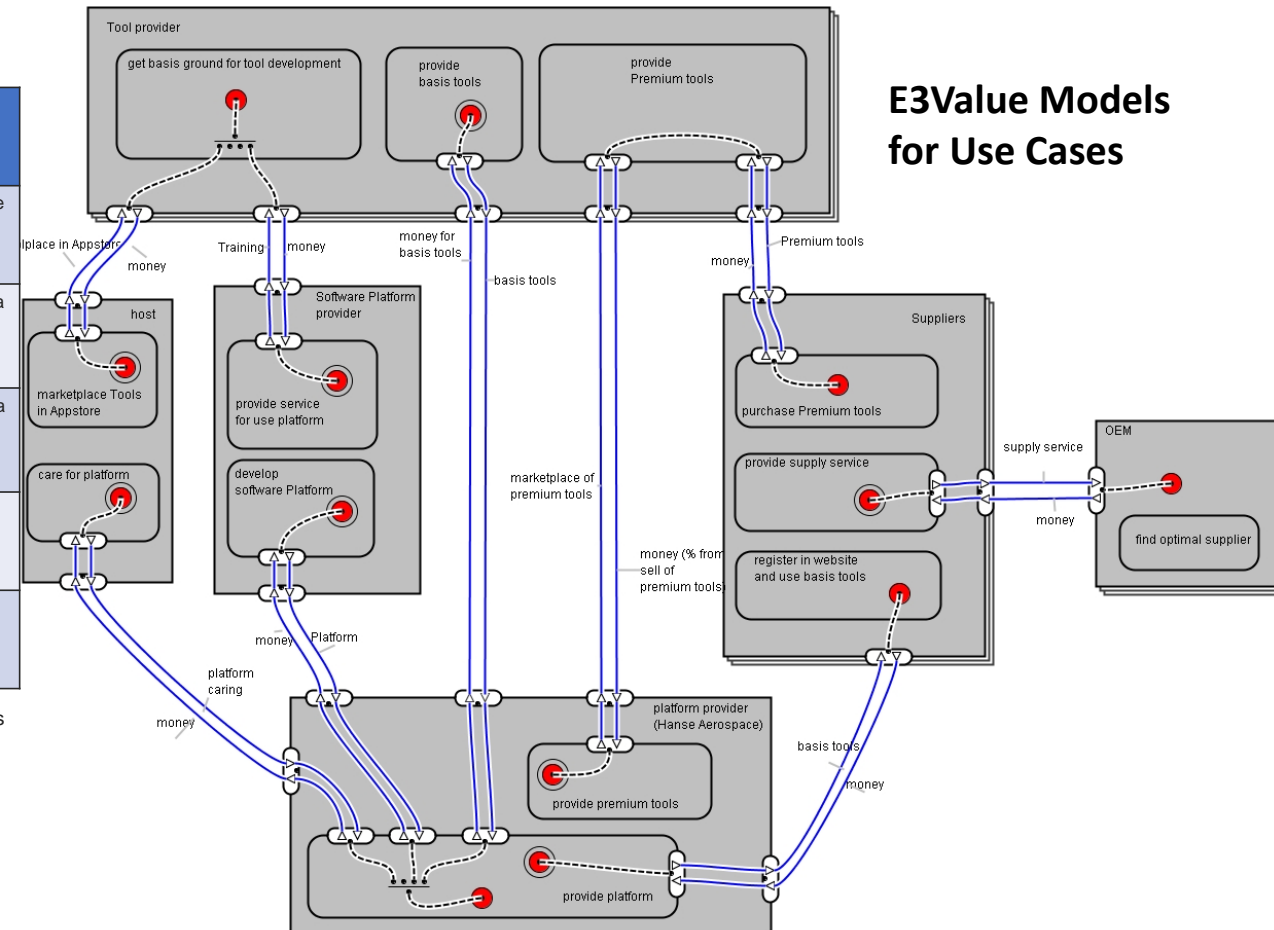 E3Value Models
for Use Cases
Tool provider
get basis ground for tool development
provide
basis tools
provide
Premium tools
e
a
a
s
lplace in Appstore
money
Training
money
money for
basis tools
basis tools
money
Premium tools
host
marketplace Tools
in Appstore
care for platform
Software Platform
provider
provide service
for use platform
develop
software Platform
marketplace of
premium tools
money (% from
sell of
premium tools)
Suppliers
purchase Premium tools
provide supply service
register in website
and use basis tools
supply service
money
OEM
find optimal supplier
money
Platform
platform
caring
money
platform provider
(Hanse Aerospace)
provide premium tools
provide platform
basis tools
money